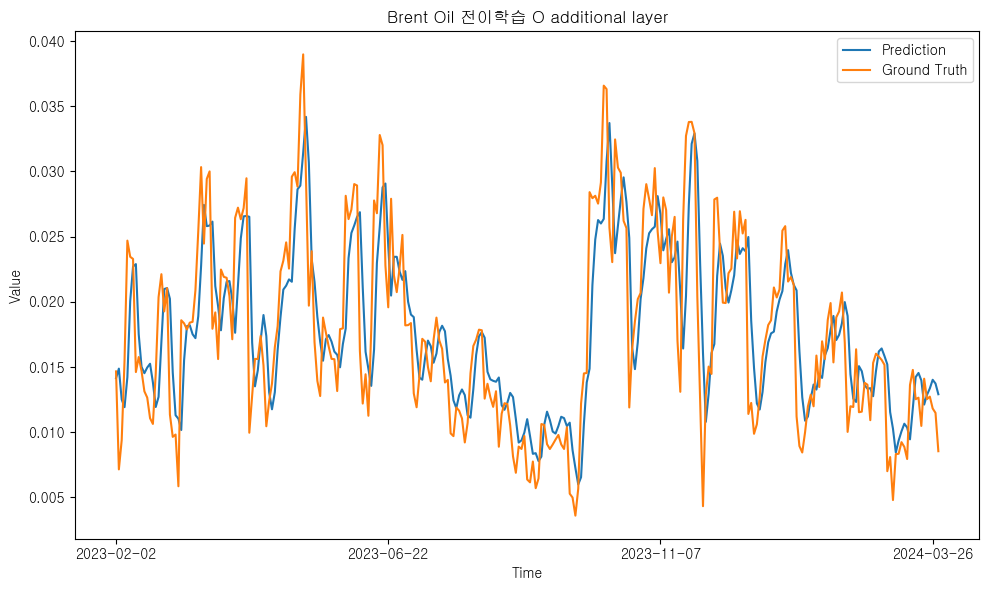 Brent Oil 전이학습 O additional layer
Prediction
Ground Truth
Value
0.040
0.035
0.030
0.025
0.020
0.015
0.010
0.005
2023-02-02
2023-06-22
2023-11-07
2024-03-26
Time